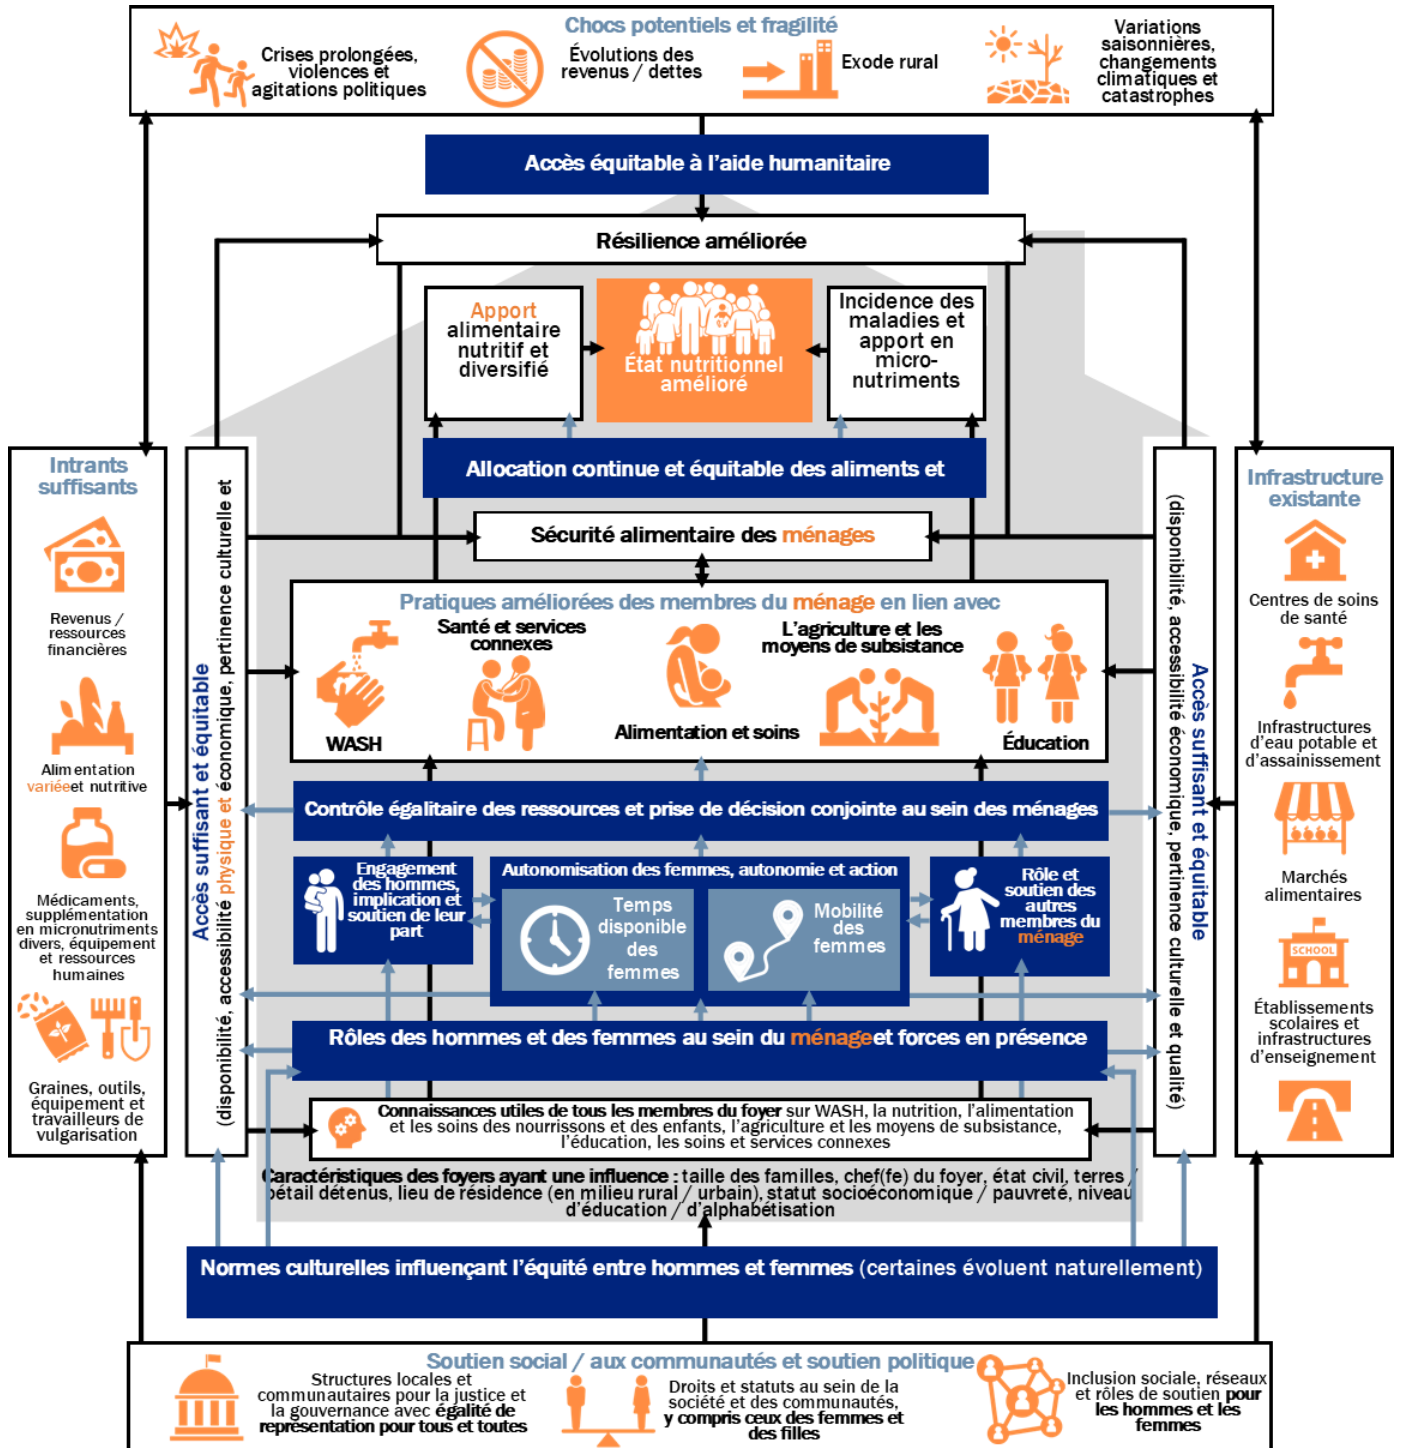 Chocs potentiels et fragilité
Crises prolongées,
violences et
agitations politiques
Évolutions des
revenus / dettes
Exode rural
Variations
saisonnières,
changements
climatiques et
catastrophes
Accès équitable à l'aide humanitaire
Résilience améliorée
Apport
alimentaire
nutritif et
diversifié
État nutritionnel
amélioré
Incidence des
maladies et
apport en
micro-
nutriments
Allocation continue et équitable des aliments et
Sécurité alimentaire des ménages
Intrants
suffisants
Revenus /
ressources
financières
Alimentation
variéeet nutritive
Médicaments,
supplémentation
en micronutriments
divers, équipement
et ressources
humaines
Graines, outils,
équipement et
travailleurs de
vulgarisation
Accès suffisant et équitable
(disponibilité, accessibilité physique et économique, pertinence culturelle et
Pratiques améliorées des membres du ménage en lien avec
WASH
Santé et services
connexes
Alimentation et soins
L'agriculture et les
moyens de subsistance
Éducation
Contrôle égalitaire des ressources et prise de décision conjointe au sein des ménages
Engagement
des hommes,
implication et
soutien de leur
part
Autonomisation des femmes, autonomie et action
Temps
disponible
des
femmes
Mobilité
des
femmes
Rôle et
soutien des
autres
membres du
ménage
Rôles des hommes et des femmes au sein du ménageet forces en présence
Connaissances utiles de tous les membres du foyer sur WASH, la nutrition, l'alimentation
et les soins des nourrissons et des enfants, l'agriculture et les moyens de subsistance,
l'éducation, les soins et services connexes
Caractéristiques des foyers ayant une influence : taille des familles, chef(fe) du foyer, état civil, terres /
bétail détenus, lieu de résidence (en milieu rural / urbain), statut socioéconomique / pauvreté, niveau
d'éducation / d'alphabétisation
Accès suffisant et équitable
(disponibilité, accessibilité économique, pertinence culturelle et qualité)
Infrastructure
existante
Centres de soins
de santé
Infrastructures
d'eau potable et
d'assainissement
Marchés
alimentaires
SCHOOL
Établissements
scolaires et
infrastructures
d'enseignement
Normes culturelles influençant l'équité entre hommes et femmes (certaines évoluent naturellement)
Soutien social / aux communautés et soutien politique
Structures locales et
communautaires pour la justice et
la gouvernance avec égalité de
representation pour tous et toutes
Droits et statuts au sein de la
société et des communautés,
y compris ceux des femmes et
des filles
Inclusion sociale, réseaux
et rôles de soutien pour
les hommes et les
femmes